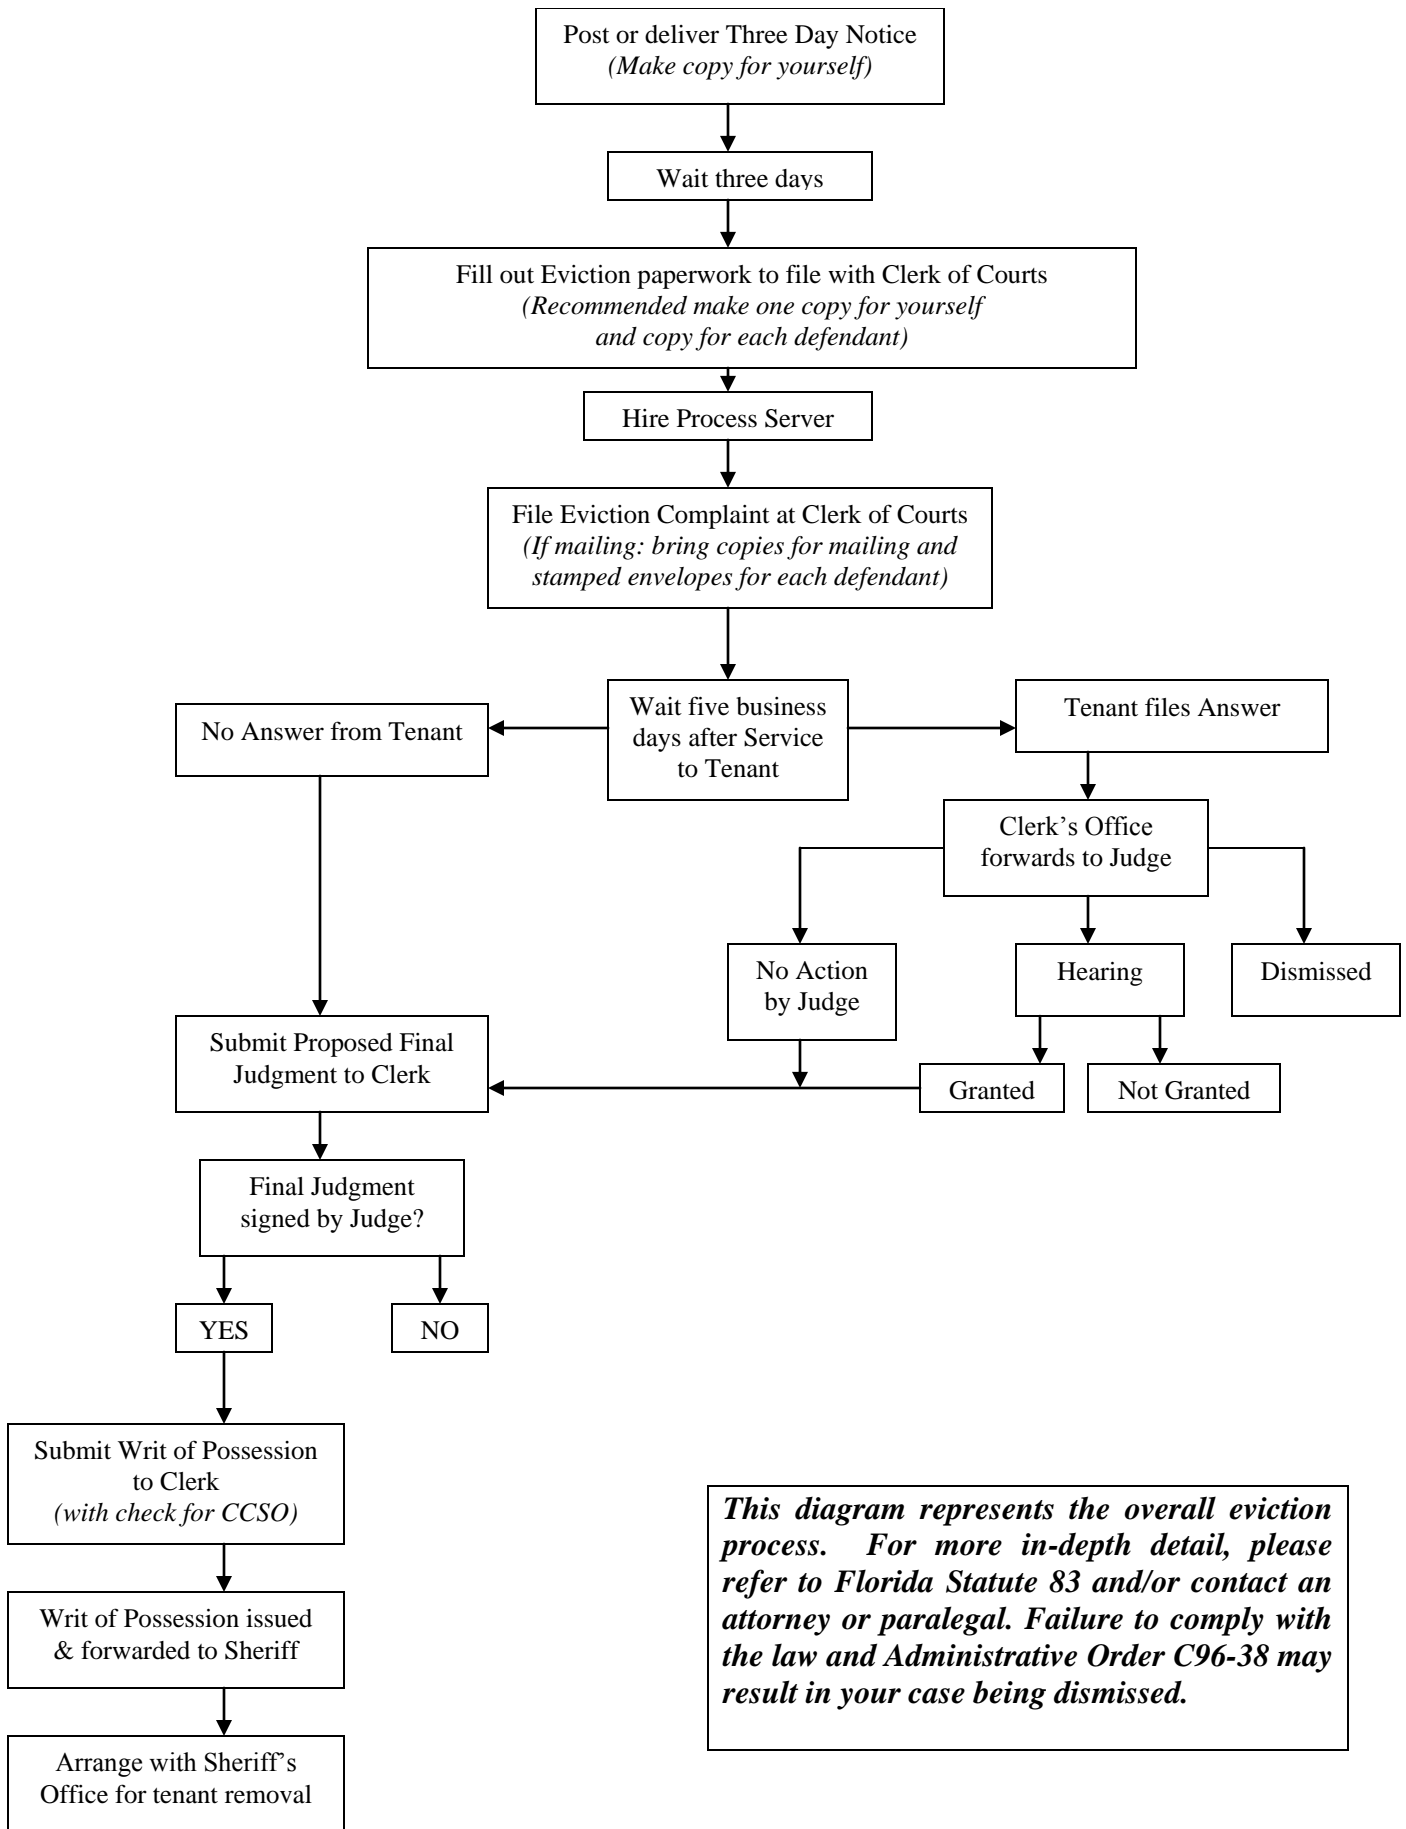 Post or deliver Three Day Notice
(Make copy for yourself)
Wait three days
Fill out Eviction paperwork to file with Clerk of Courts
(Recommended make one copy for yourself
and copy for each defendant)
Hire Process Server
File Eviction Complaint at Clerk of Courts
(If mailing: bring copies for mailing and
stamped envelopes for each defendant)
No Answer from Tenant
Wait five business
days after Service
to Tenant
Tenant files Answer
Clerk’s Office
forwards to Judge
No Action
by Judge
Hearing
Dismissed
Submit Proposed Final
Judgment to Clerk
Granted
Not Granted
Final Judgment
signed by Judge?
YES
NO
Submit Writ of Possession
to Clerk
(with check for CCSO)
Writ of Possession issued
& forwarded to Sheriff
Arrange with Sheriff’s
Office for tenant removal
This diagram represents the overall eviction
process. For more in-depth detail, please
refer to Florida Statute 83 and/or contact an
attorney or paralegal. Failure to comply with
the law and Administrative Order C96-38 may
result in your case being dismissed.